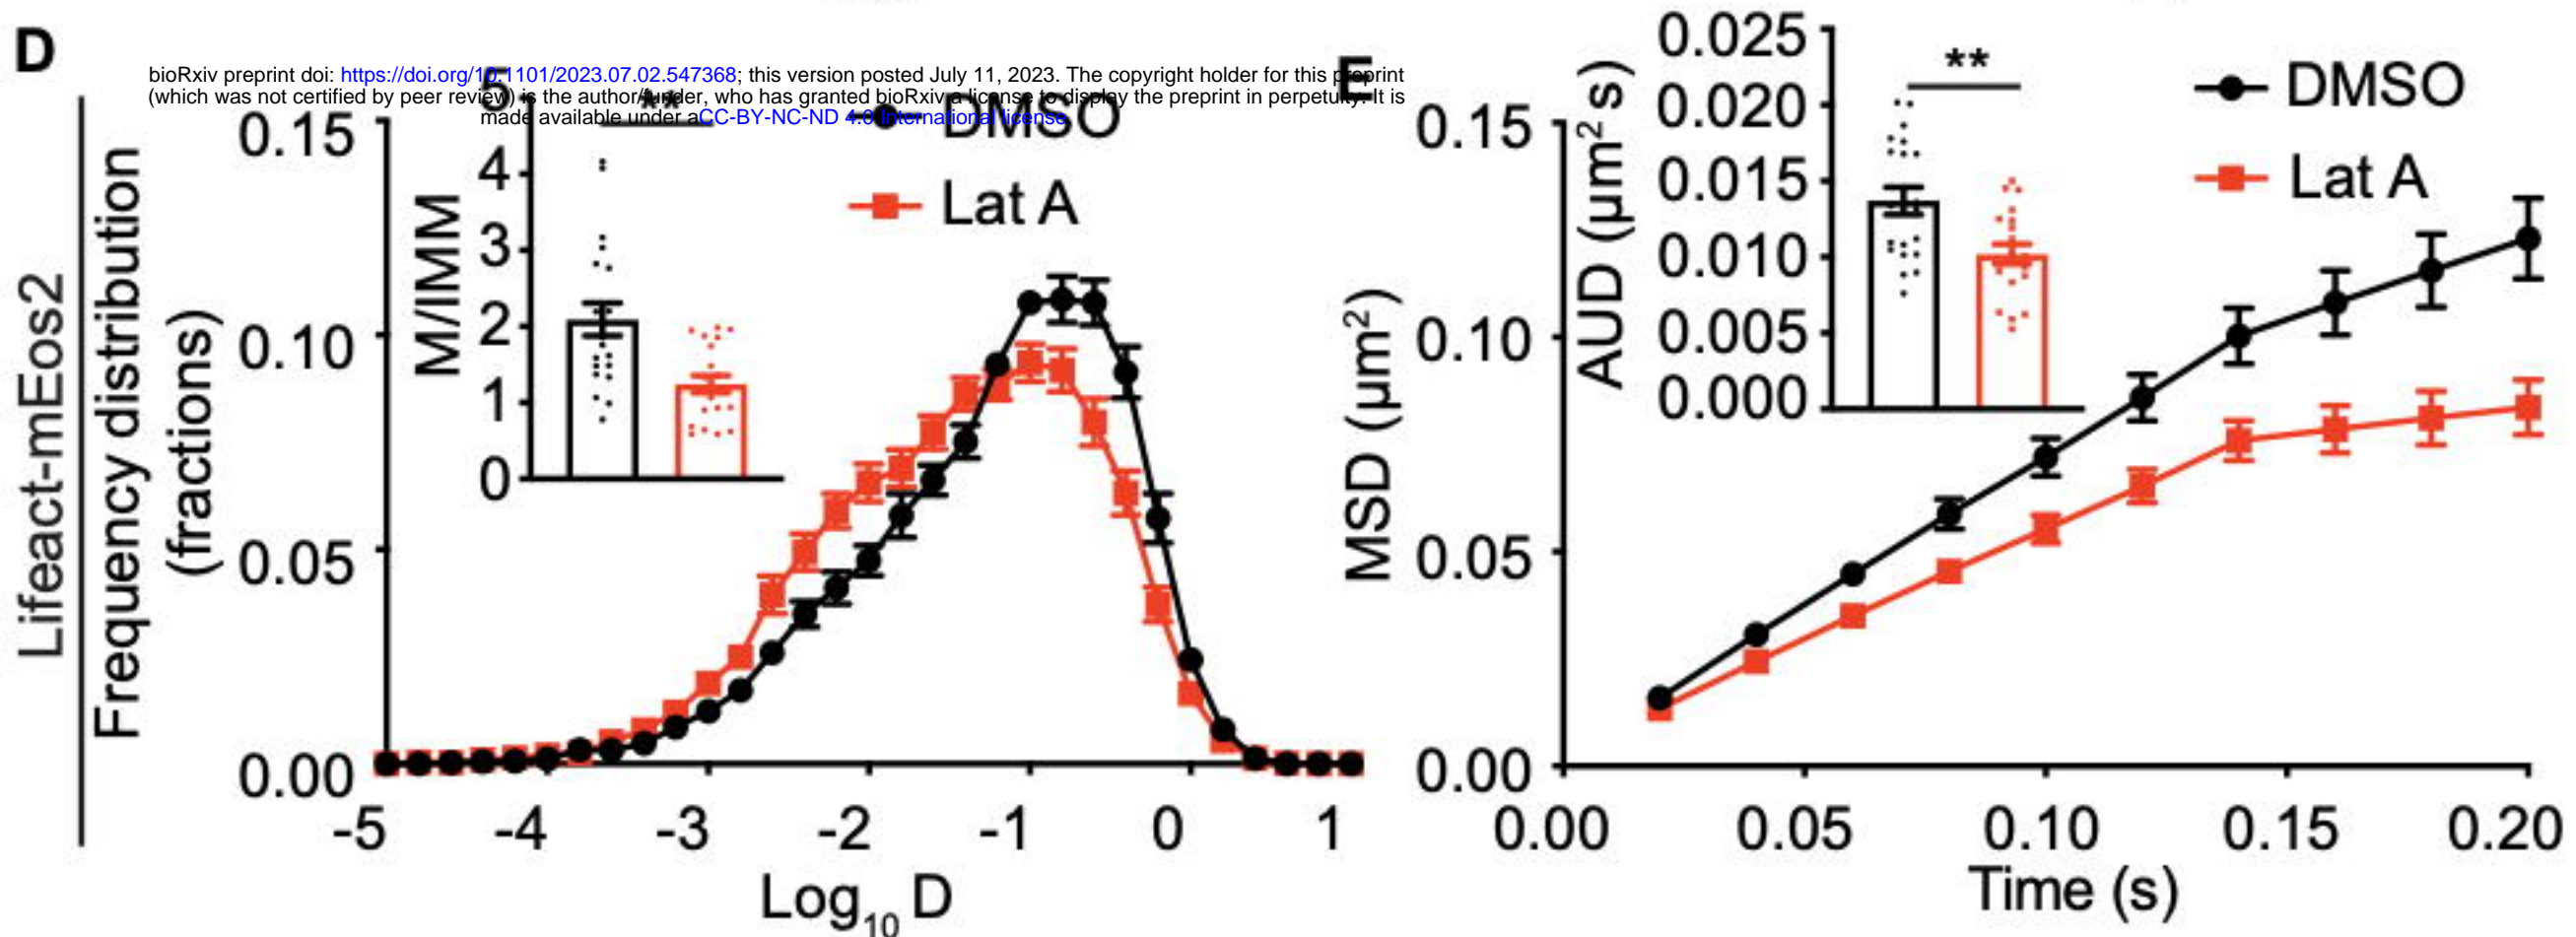 D
bioRxiv preprint doi: https://doi.org/10.1101/2023.07.02.547368; this version posted July 11, 2023. The copyright holder for this preprint
(which was not certified by peer review) is the author/funder, who has granted bioRxiv a license to display the preprint in perpetuity. It is
made available under aCC-BY-NC-ND 4.0 International license
Lifeact-mEos2
Frequency distribution
(fractions)
0.15
0.10
0.05
0.00
-5
-4
-3
-2
-1
0
1
Log10 D
M/IMM
5
4
3
2
1
0
**
DMSO
Lat A
E
MSD (µm²)
0.15
0.10
0.05
0.00
0.00
0.05
0.10
0.15
0.20
Time (s)
AUD (µm² s)
0.025
0.020
0.015
0.010
0.005
0.000
**
DMSO
Lat A